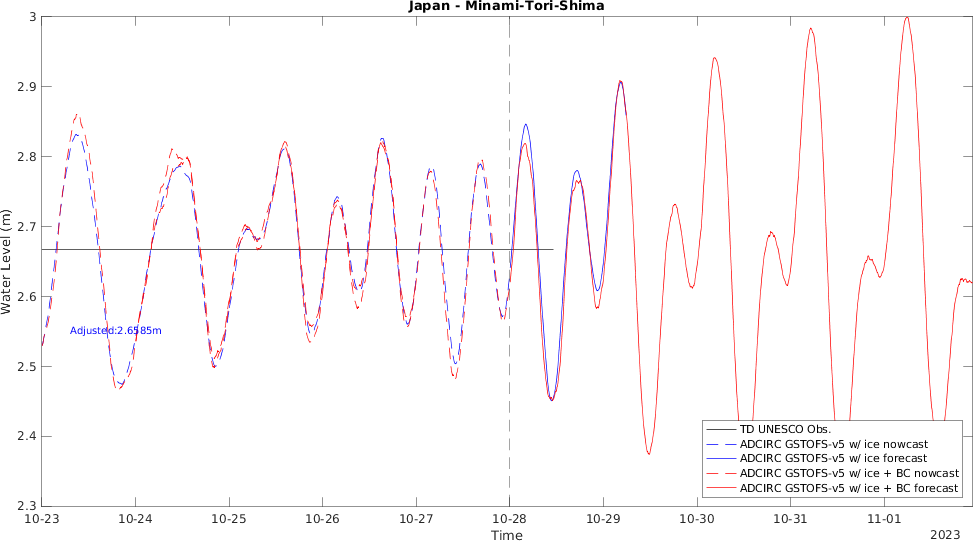 Japan - Minami-Tori-Shima
Water Level (m)
3
2.9
2.8
2.7
2.6
2.5
2.4
2.3
Adjusted:2.6585m
TD UNESCO Obs.
ADCIRC GSTOFS-v5 w/ ice nowcast
ADCIRC GSTOFS-v5 w/ ice forecast
ADCIRC GSTOFS-v5 w/ ice + BC nowcast
ADCIRC GSTOFS-v5 w/ ice + BC forecast
10-23 10-24 10-25 10-26 10-27 10-28 10-29 10-30 10-31 11-01
Time
2023